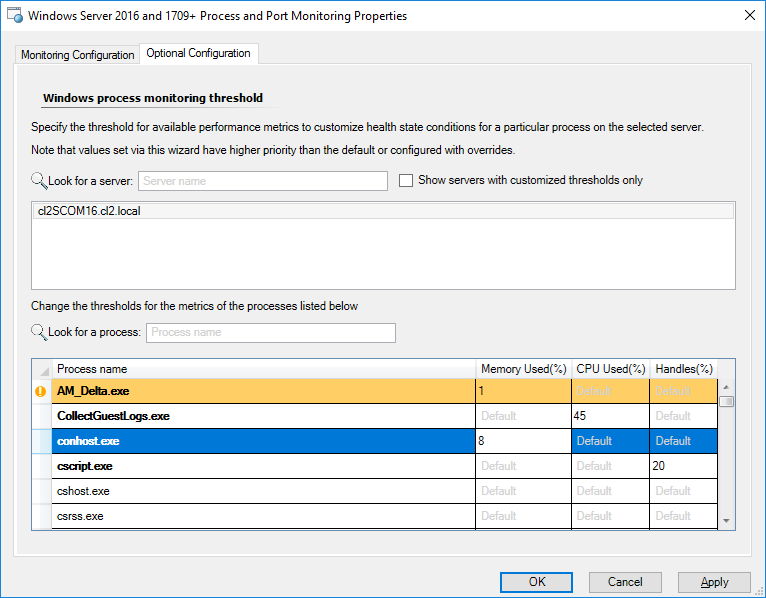 Windows Server 2016 and 1709+ Process and Port Monitoring Properties
Monitoring Configuration Optional Configuration
Windows process monitoring threshold
Specify the threshold for available performance metrics to customize health state conditions for a particular process on the selected server.
Note that values set via this wizard have higher priority than the default or configured with overrides.
Look for a server: Server name Show servers with customized thresholds only
cl2SCOM16.cl2.local
Change the thresholds for the metrics of the processes listed below
Look for a process: Process name
Process name Memory Used(%) CPU Used(%) Handles(%)
AM_Delta.exe 1 Default Default
CollectGuestLogs.exe Default 45 Default
conhost.exe 8 Default Default
cscript.exe Default Default 20
cshost.exe Default Default Default
csrss.exe Default Default Default
OK Cancel Apply